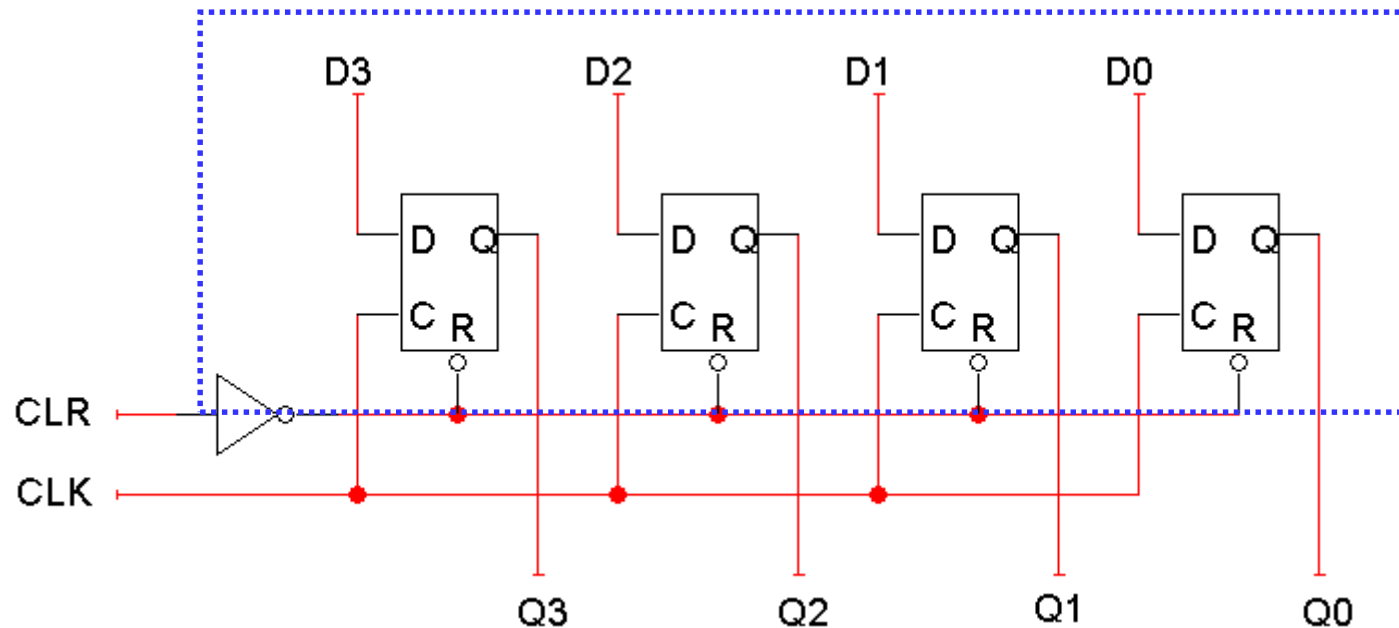 D3 D2 D1 D0
D Q D Q D Q D Q
C R C R C R C R
CLR
CLK
Q3 Q2 Q1 Q0